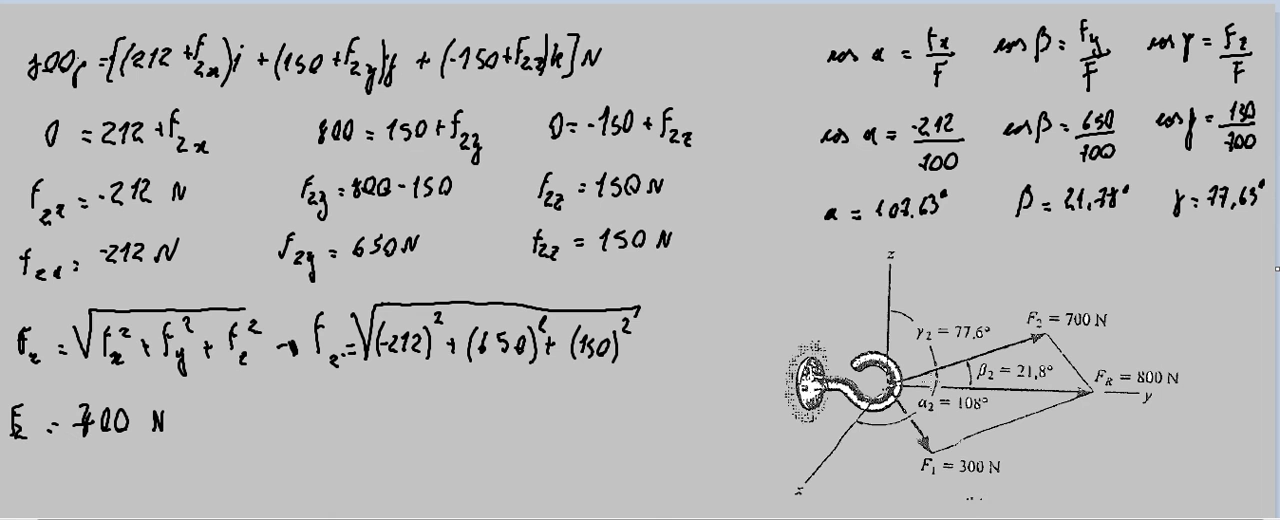 800j = [(212 + f2x)i + (150 + f2y)j + (-150 + f2z)k] N
0 = 212 + f2x
800 = 150 + f2y
0 = -150 + f2z
f2x = -212 N
f2y = 800 - 150
f2z = 150 N
f2x = -212 N
f2y = 650 N
f2z = 150 N
f2 = √fx² + fy² + fz² → f2 = √(-212)² + (650)² + (150)²
F2 = 700 N
cos α = Fx/F
cos β = Fy/F
cos γ = Fz/F
cos α = -212/700
cos β = 650/700
cos γ = 150/700
α = 107.63°
β = 21,78°
γ = 77,63°
z
γ2 = 77.6°
F2 = 700 N
β2 = 21,8°
FR = 800 N
y
α2 = 108°
F1 = 300 N
x